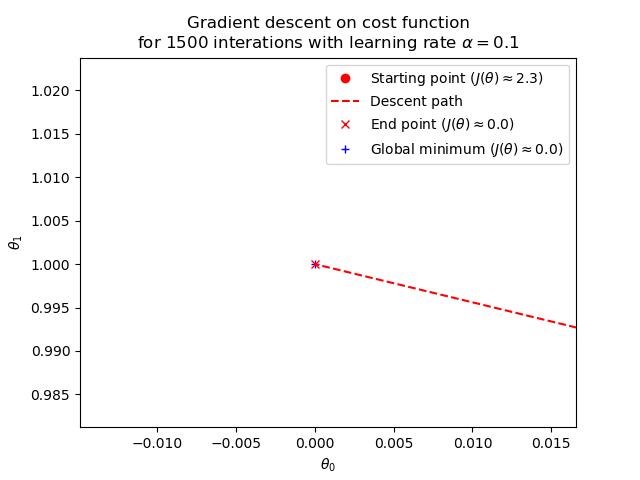 Gradient descent on cost function
for 1500 interations with learning rate α = 0.1
Starting point (J(θ) ≈ 2.3)
Descent path
End point (J(θ) ≈ 0.0)
Global minimum (J(θ) ≈ 0.0)
1.020
1.015
1.010
1.005
1.000
0.995
0.990
0.985
θ₁
−0.010
−0.005
0.000
0.005
0.010
0.015
θ₀